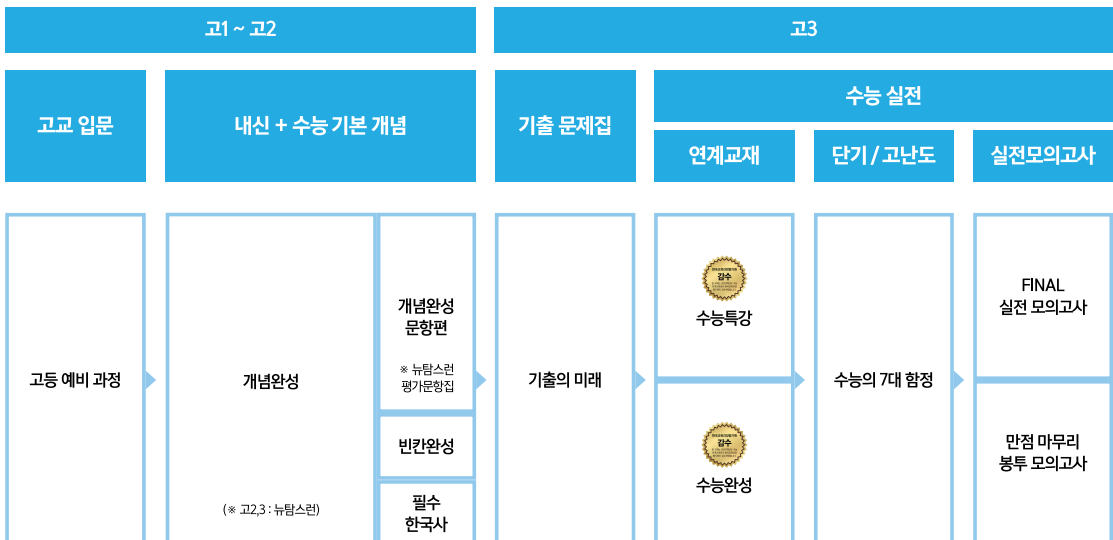 고1 ~ 고2
고3
고교 입문
내신 + 수능 기본 개념
기출 문제집
수능 실전
연계교재
단기 / 고난도
실전모의고사
고등 예비 과정
개념완성
(※ 고2,3 : 뉴탐스런)
개념완성
문항편
※ 뉴탐스런
평가문항집
빈칸완성
필수
한국사
기출의 미래
감수
수능특강
감수
수능완성
수능의 7대 함정
FINAL
실전 모의고사
만점 마무리
봉투 모의고사